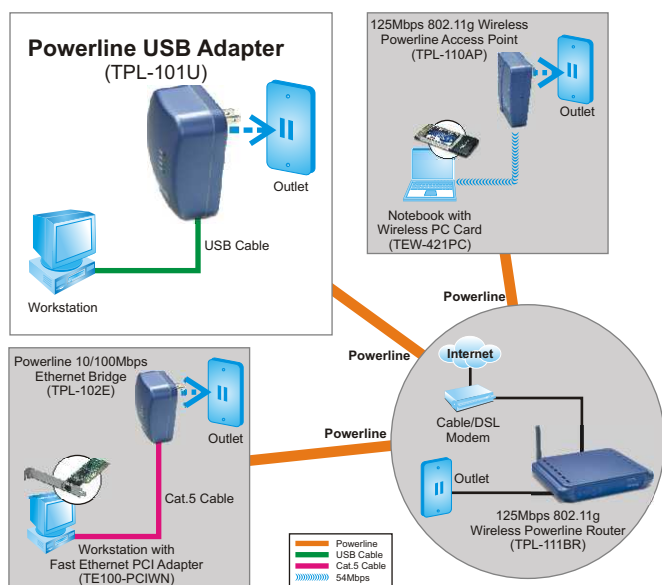 Powerline USB Adapter
(TPL-101U)
Outlet
USB Cable
Workstation
125Mbps 802.11g Wireless
Powerline Access Point
(TPL-110AP)
Outlet
Notebook with
Wireless PC Card
(TEW-421PC)
Powerline
Powerline
Powerline
Powerline 10/100Mbps
Ethernet Bridge
(TPL-102E)
Outlet
Cat.5 Cable
Workstation with
Fast Ethernet PCI Adapter
(TE100-PCIWN)
Internet
Cable/DSL
Modem
Outlet
125Mbps 802.11g
Wireless Powerline Router
(TPL-111BR)
Powerline
USB Cable
Cat.5 Cable
54Mbps